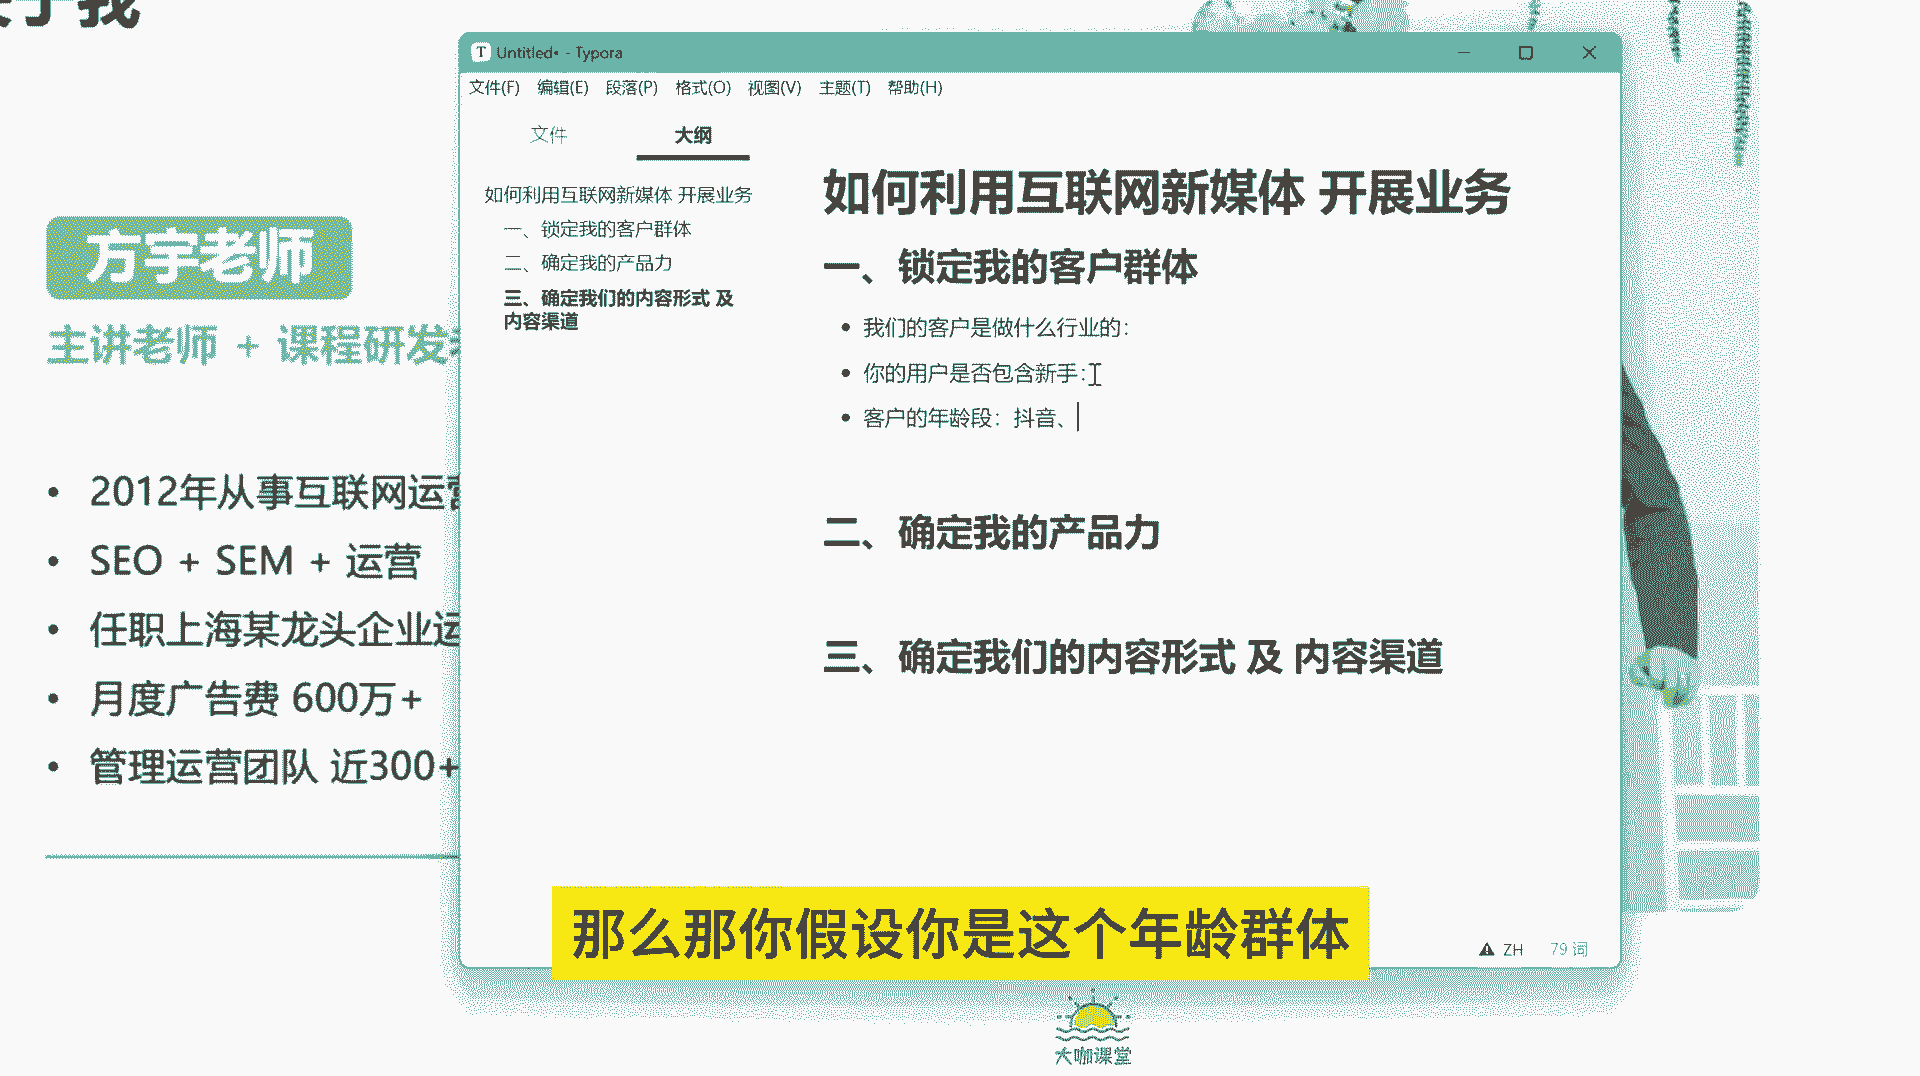 于我
方宇老师
主讲老师 + 课程研发
2012年从事互联网运营
SEO + SEM + 运营
任职上海某龙头企业运
月度广告费 600万+
管理运营团队 近300+
Untitled• - Typora
文件(F) 编辑(E) 段落(P) 格式(O) 视图(V) 主题(T) 帮助(H)
文件 大纲
如何利用互联网新媒体 开展业务
一、锁定我的客户群体
二、确定我的产品力
三、确定我们的内容形式 及
内容渠道
如何利用互联网新媒体 开展业务
一、锁定我的客户群体
我们的客户是做什么行业的：
你的用户是否包含新手：
客户的年龄段：抖音、
二、确定我的产品力
三、确定我们的内容形式 及 内容渠道
ZH 79 词
那么那你假设你是这个年龄群体
大咖课堂